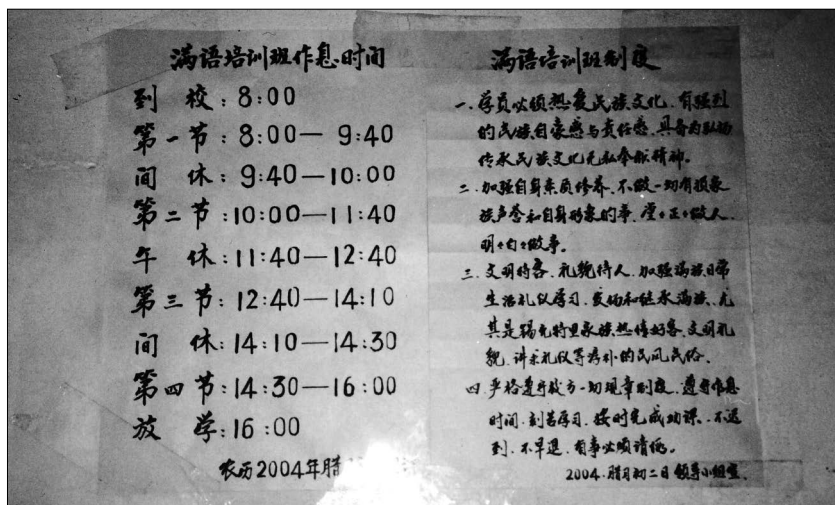 满语培训班作息时间
到 校:8:00
第一节:8:00—9:40
间 休:9:40—10:00
第二节:10:00—11:40
午 休:11:40—12:40
第三节:12:40—14:10
间 休:14:10—14:30
第四节:14:30—16:00
放 学:16:00
农历2004年腊
满语培训班制度
一.学员必须热爱民族文化.有强烈
的民族自豪感与责任感.具备为弘扬
传承民族文化无私奉献精神。
二.加强自身素质修养.不做一切有损家
族声誉和自身形象的事.堂々正々做人.
明々白々做事。
三.文明待客.礼貌待人.加强满族日常
生活礼仪学习.发扬和继承满族.尤
其是锡克特里家族热情好客.文明礼
貌.讲求礼仪等淳朴的民风民俗.
四.严格遵守校方一切规章制度.遵守作息
时间.刻苦学习.按时完成功课.不迟
到.不早退.有事必须请假。
2004.腊月初二日 领导小组宣.